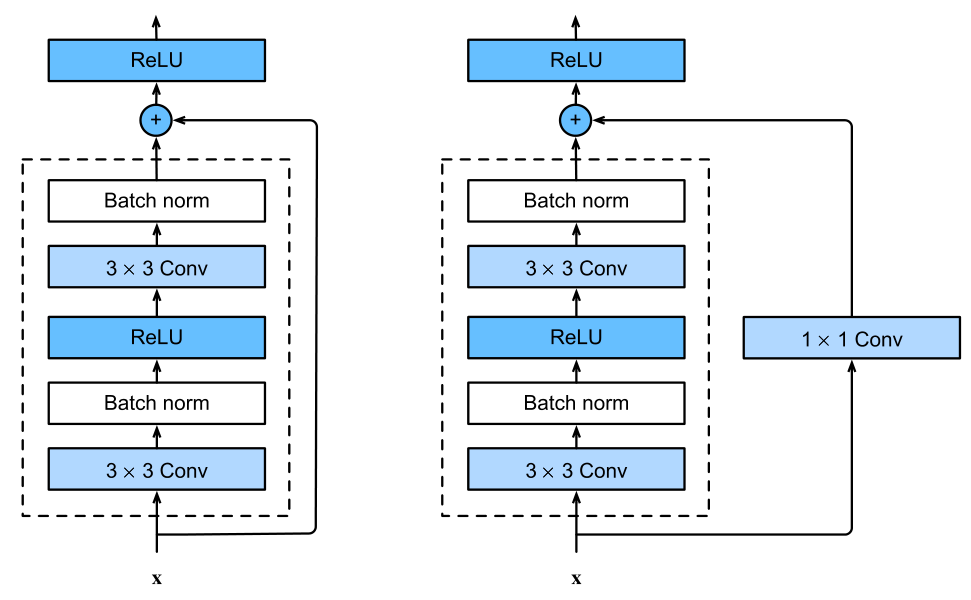 ReLU
+
Batch norm
3 × 3 Conv
ReLU
Batch norm
3 × 3 Conv
x
ReLU
+
Batch norm
3 × 3 Conv
ReLU
1 × 1 Conv
Batch norm
3 × 3 Conv
x